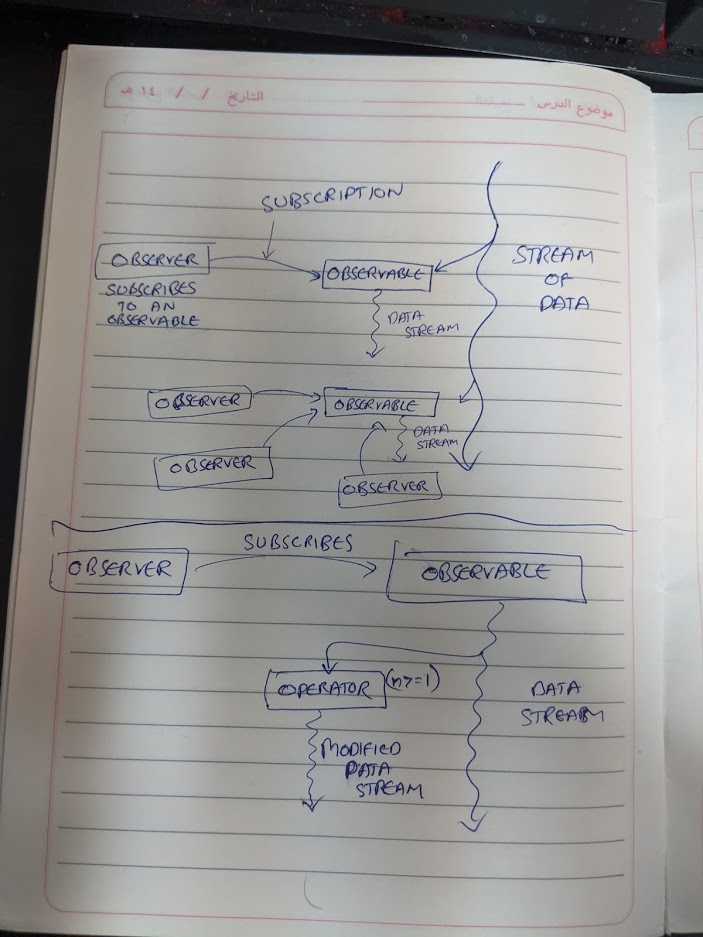 موضوع الدرس
التاريخ / / ١٤ هـ
SUBSCRIPTION
OBSERVER
OBSERVABLE
STREAM
OF
DATA
SUBSCRIBES
TO AN
OBSERVABLE
DATA
STREAM
OBSERVER
OBSERVABLE
DATA
STREAM
OBSERVER
OBSERVER
SUBSCRIBES
OBSERVER
OBSERVABLE
OPERATOR (n>=1)
DATA
STREAM
MODIFIED
DATA
STREAM